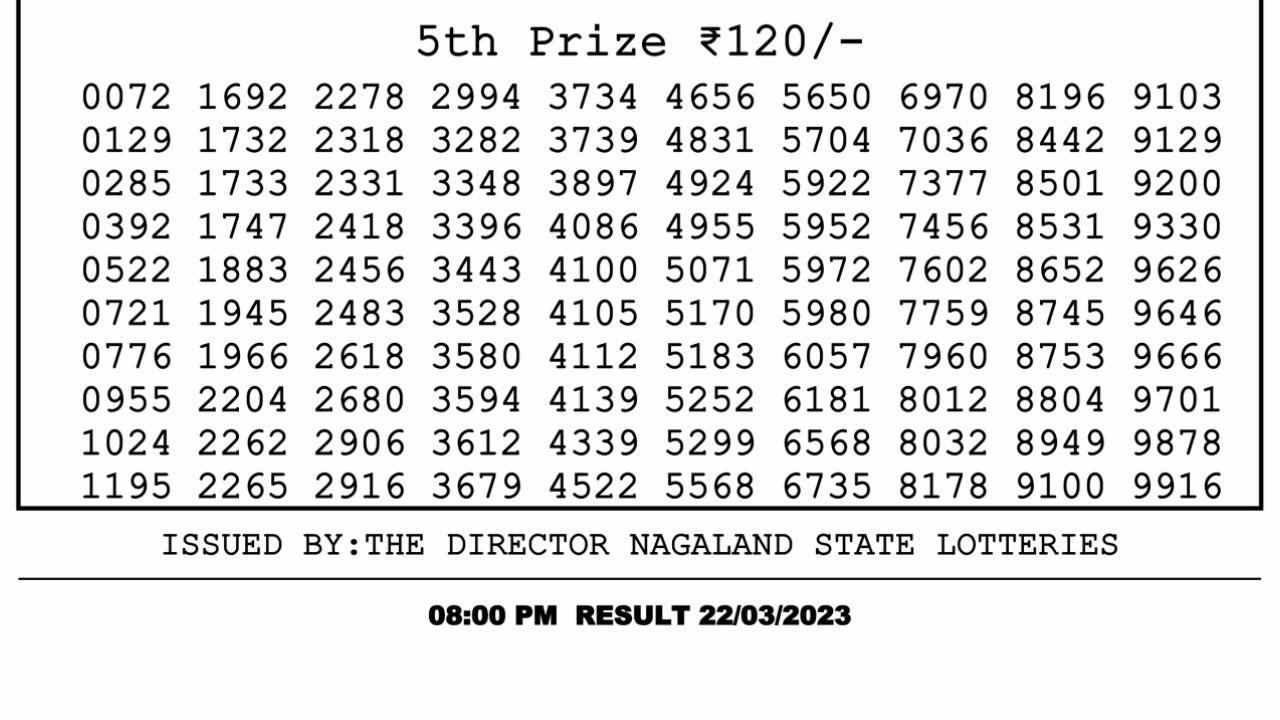 5th Prize ₹120/-
0072 1692 2278 2994 3734 4656 5650 6970 8196 9103
0129 1732 2318 3282 3739 4831 5704 7036 8442 9129
0285 1733 2331 3348 3897 4924 5922 7377 8501 9200
0392 1747 2418 3396 4086 4955 5952 7456 8531 9330
0522 1883 2456 3443 4100 5071 5972 7602 8652 9626
0721 1945 2483 3528 4105 5170 5980 7759 8745 9646
0776 1966 2618 3580 4112 5183 6057 7960 8753 9666
0955 2204 2680 3594 4139 5252 6181 8012 8804 9701
1024 2262 2906 3612 4339 5299 6568 8032 8949 9878
1195 2265 2916 3679 4522 5568 6735 8178 9100 9916
ISSUED BY:THE DIRECTOR NAGALAND STATE LOTTERIES
08:00 PM RESULT 22/03/2023